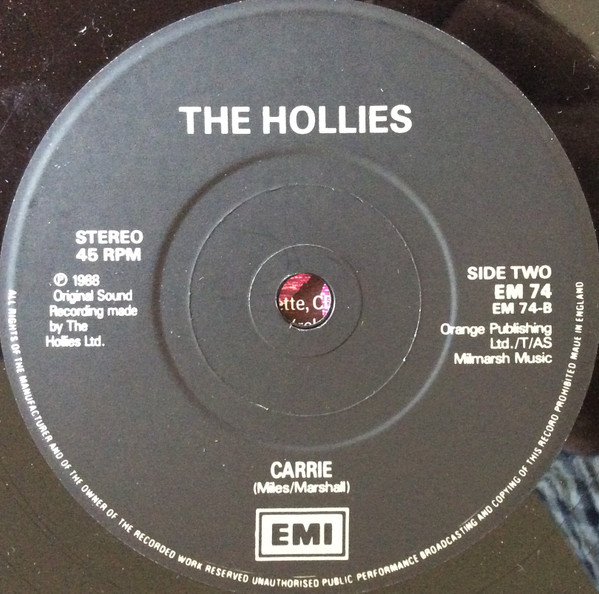 THE HOLLIES
STEREO
45 RPM
℗ 1988
Original Sound
Recording made
by The
Hollies Ltd.
SIDE TWO
EM 74
EM 74-B
Orange Publishing
Ltd./T/AS
Milmarsh Music
CARRIE
(Miles/Marshall)
EMI
ALL RIGHTS OF THE MANUFACTURER AND OF THE OWNER OF THE RECORDED WORK RESERVED UNAUTHORISED PUBLIC PERFORMANCE BROADCASTING AND COPYING OF THIS RECORD PROHIBITED MADE IN ENGLAND